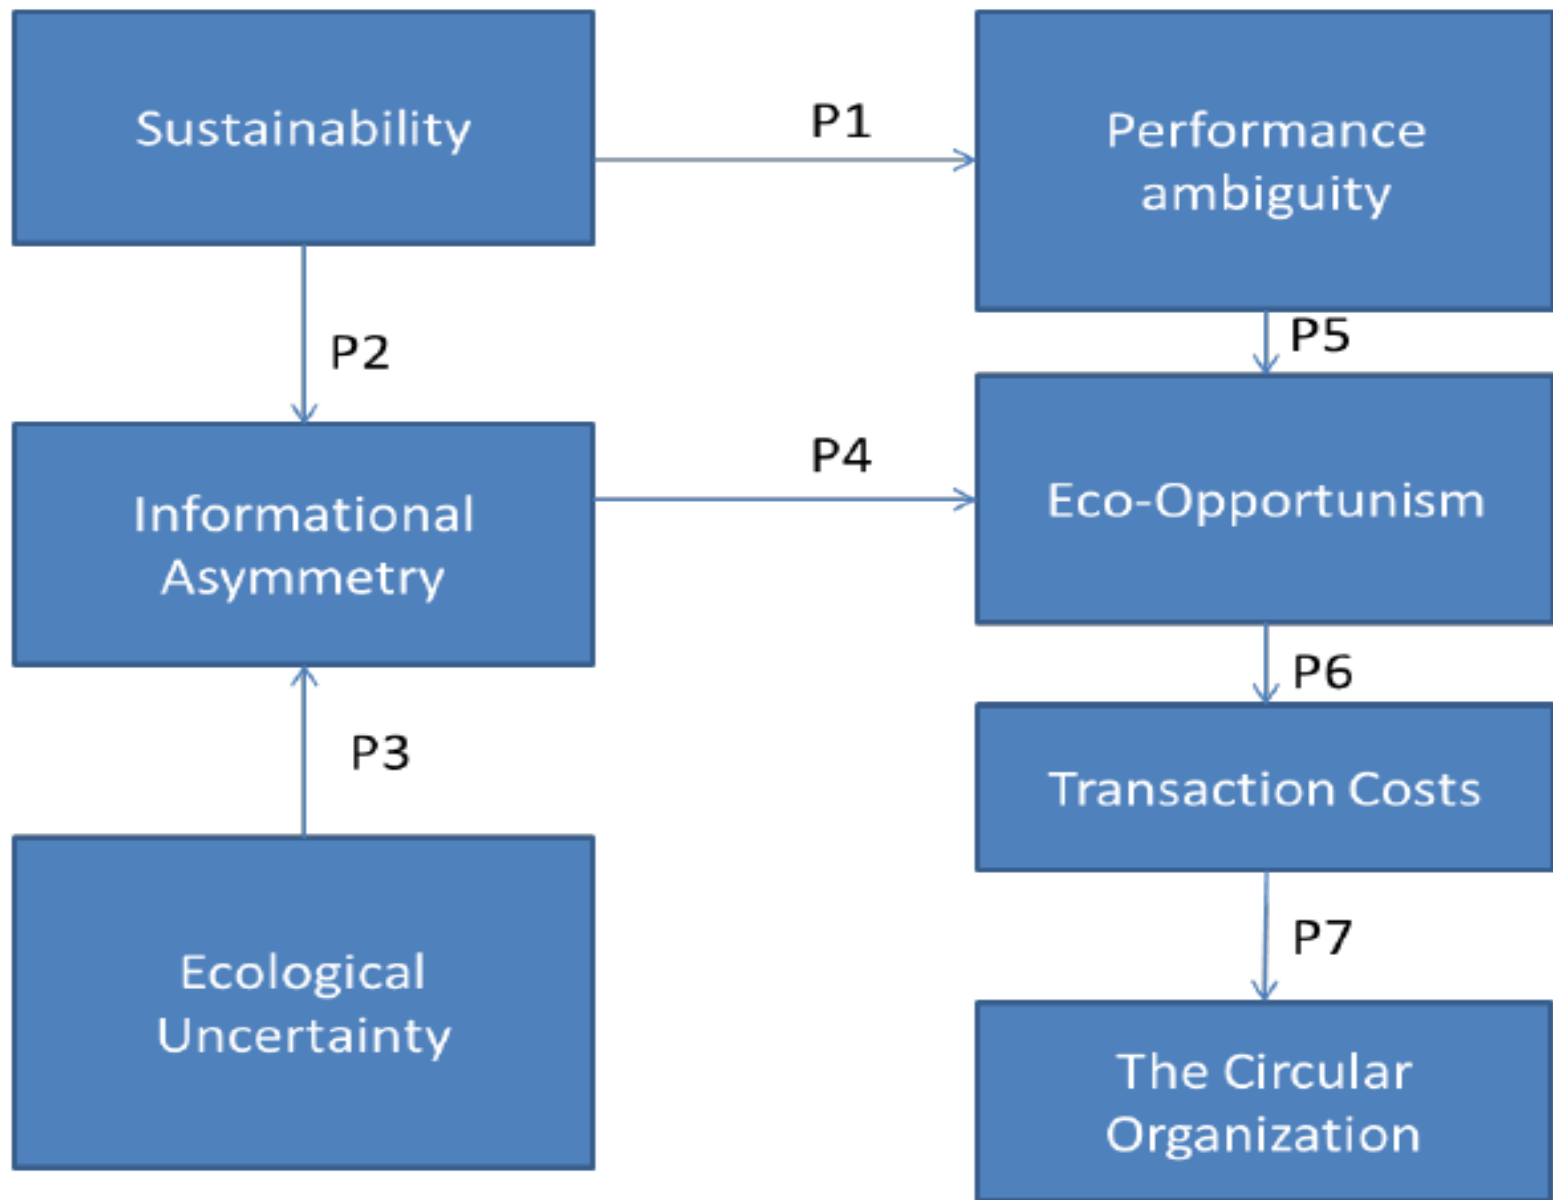 Sustainability
P1
Performance
ambiguity
P2
P5
Informational
Asymmetry
P4
Eco-Opportunism
P3
P6
Transaction Costs
Ecological
Uncertainty
P7
The Circular
Organization